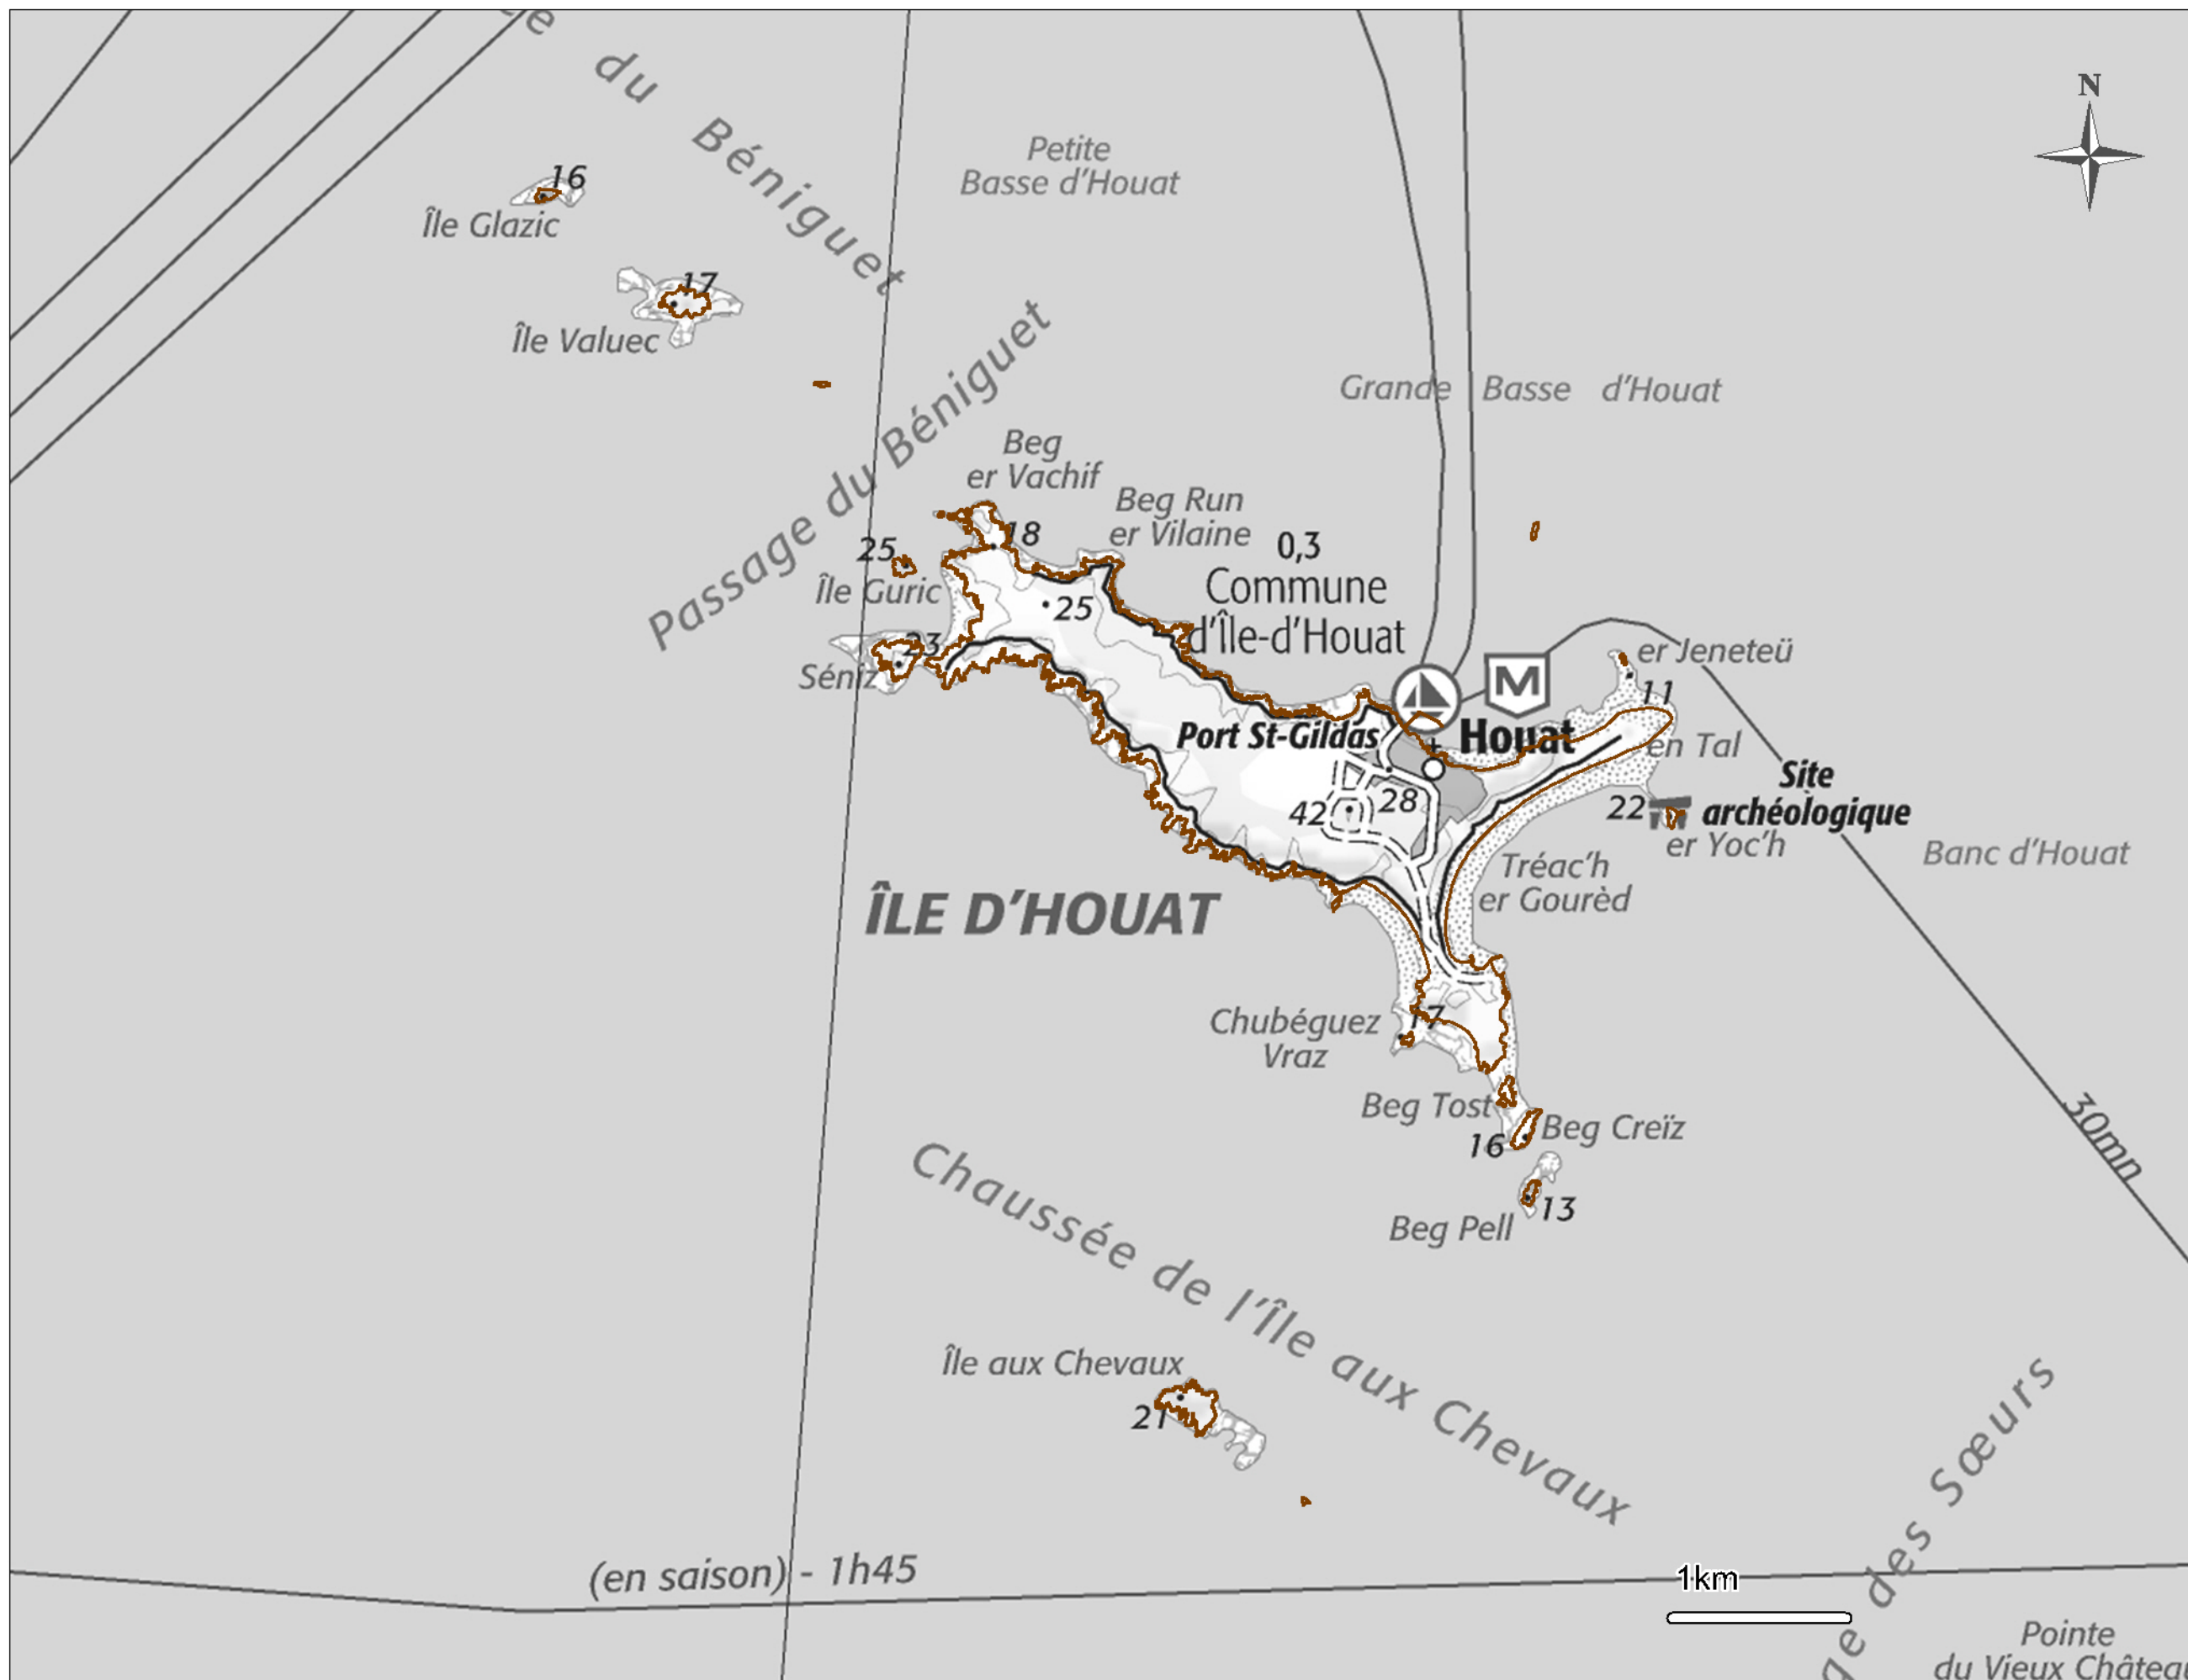 du Béniguet
N
Petite
Basse d'Houat
16
Île Glazic
17
Île Valuec
Passage du Béniguet
Grande Basse d'Houat
Beg
er Vachif
Beg Run
er Vilaine
18
25
Île Guric
0,3
Commune
d'Île-d'Houat
25
23
Séniz
M
er Jeneteü
11
Port St-Gildas
Houat
en Tal
Site
archéologique
42
28
22
er Yoc'h
Banc d'Houat
Tréac'h
er Gourèd
ÎLE D'HOUAT
Chubéguez
Vraz
17
Beg Tost
Beg Creïz
16
30mn
13
Beg Pell
Chaussée de l'Île aux Chevaux
Île aux Chevaux
21
des Sœurs
(en saison) - 1h45
1km
Pointe
du Vieux Château